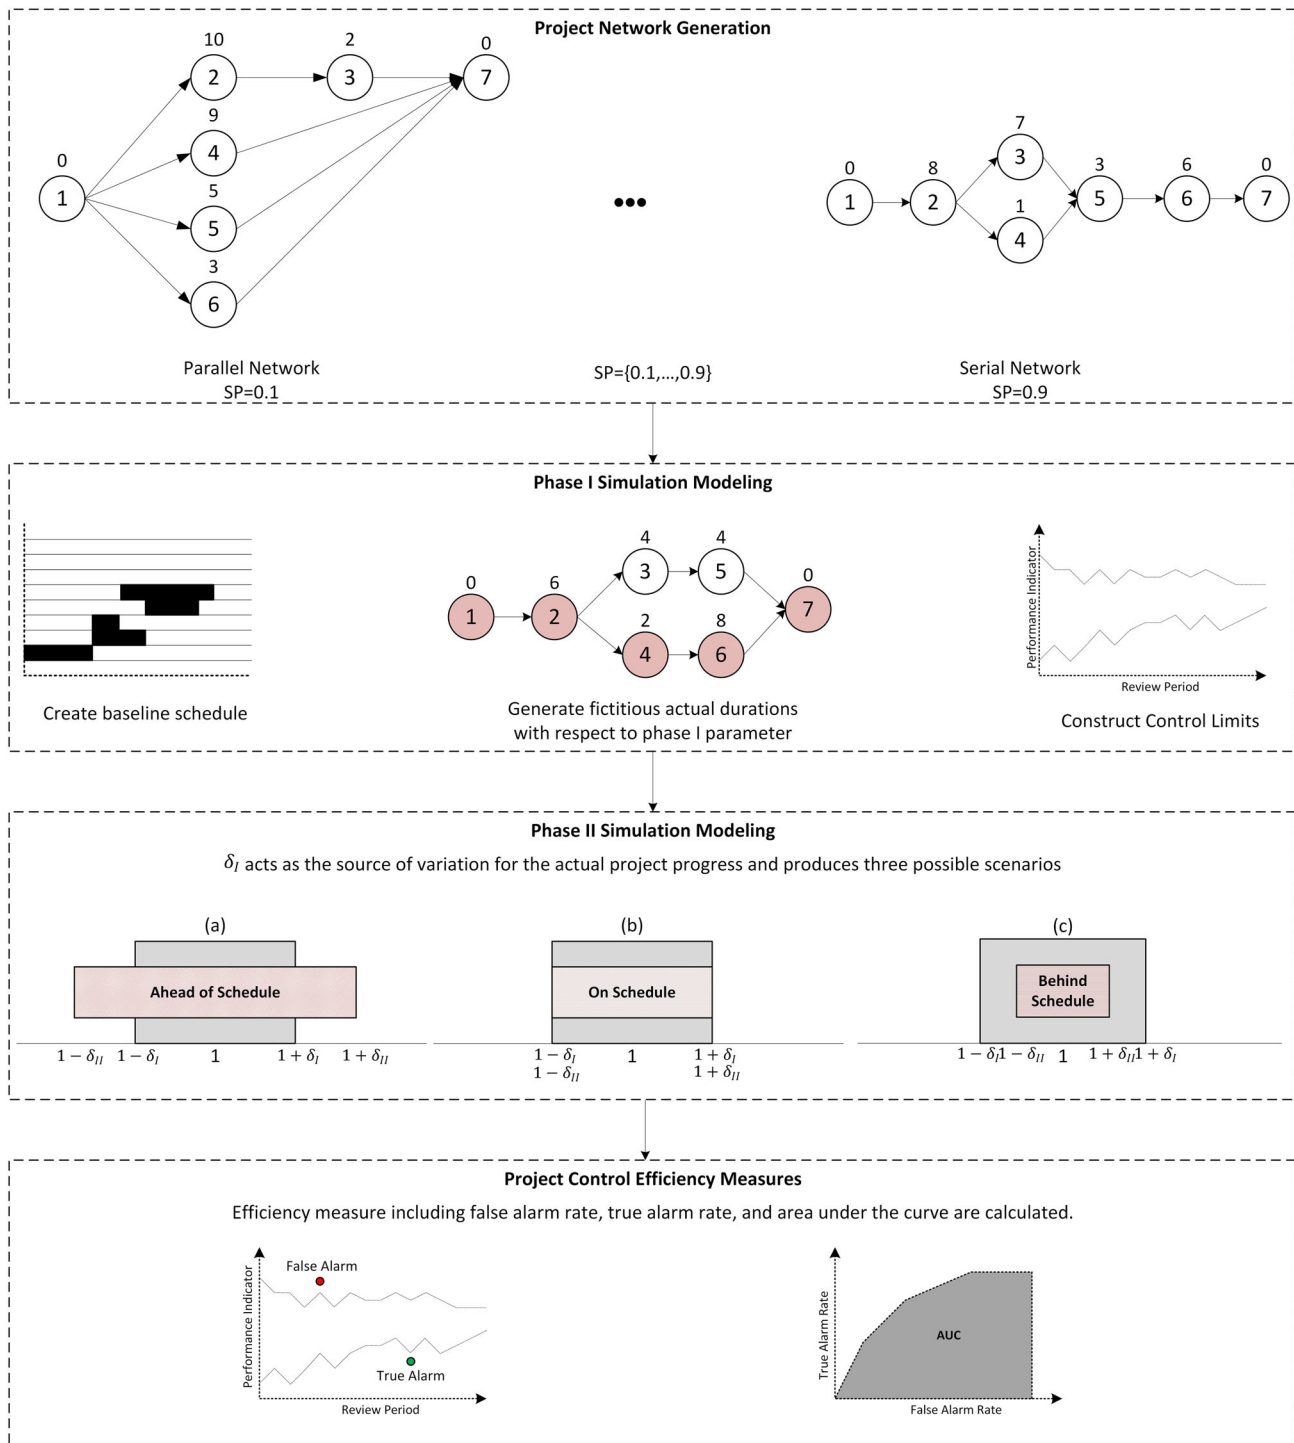 Project Network Generation
10
2
0
2
3
7
9
4
0
1
5
5
3
6
•••
0
1
8
2
7
3
1
4
3
5
6
6
0
7
Parallel Network
SP=0.1
SP={0.1,...,0.9}
Serial Network
SP=0.9
Phase I Simulation Modeling
Create baseline schedule
0
1
6
2
4
3
4
5
2
4
8
6
0
7
Generate fictitious actual durations
with respect to phase I parameter
Performance Indicator
Review Period
Construct Control Limits
Phase II Simulation Modeling
δ_I acts as the source of variation for the actual project progress and produces three possible scenarios
(a)
Ahead of Schedule
1 − δ_II 1 − δ_I 1 1 + δ_I 1 + δ_II
(b)
On Schedule
1 − δ_I 1 1 + δ_I
1 − δ_II 1 + δ_II
(c)
Behind
Schedule
1 − δ_I 1 − δ_II 1 1 + δ_II 1 + δ_I
Project Control Efficiency Measures
Efficiency measure including false alarm rate, true alarm rate, and area under the curve are calculated.
Performance Indicator
False Alarm
True Alarm
Review Period
True Alarm Rate
AUC
False Alarm Rate